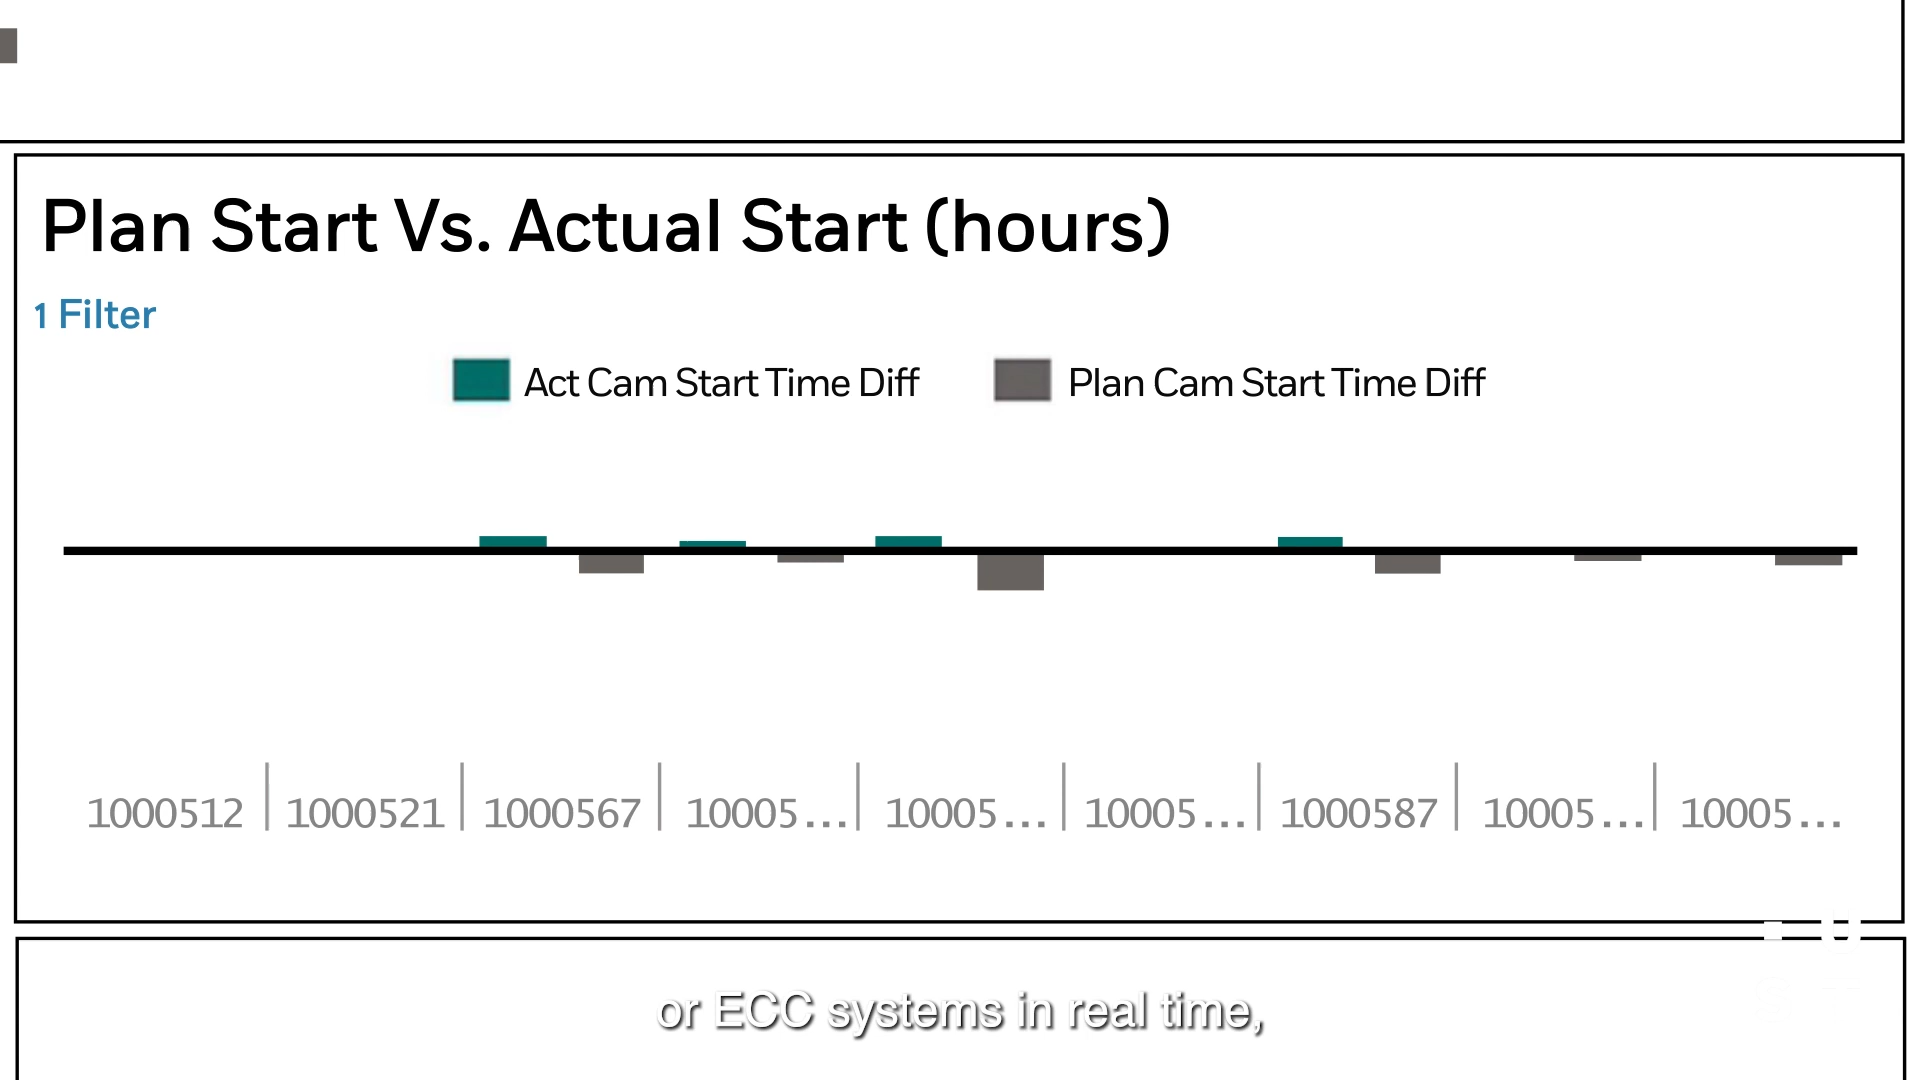 Plan Start Vs. Actual Start (hours)
1 Filter
Act Cam Start Time Diff
Plan Cam Start Time Diff
1000512
1000521
1000567
10005...
10005...
10005...
1000587
10005...
10005...
or ECC systems in real time,